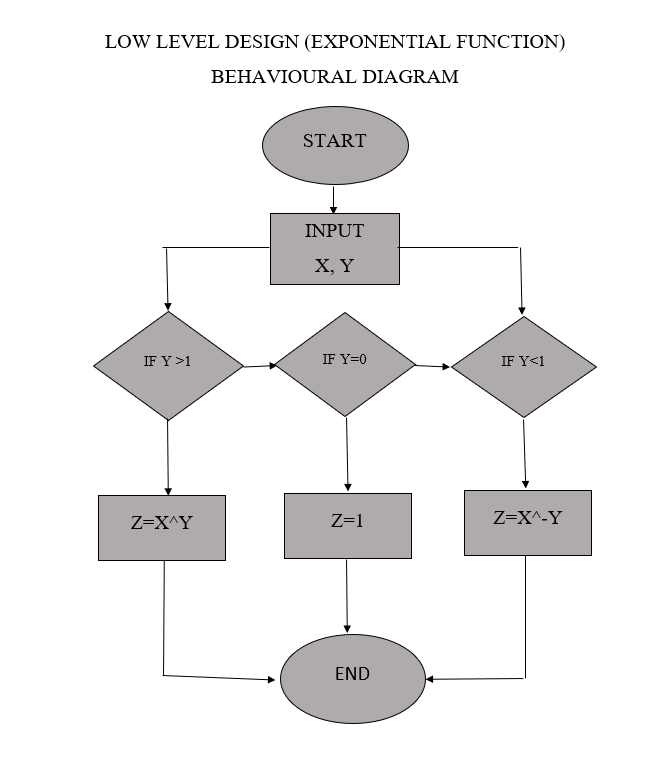 LOW LEVEL DESIGN (EXPONENTIAL FUNCTION)
BEHAVIOURAL DIAGRAM
START
INPUT
X, Y
IF Y >1
IF Y=0
IF Y<1
Z=X^Y
Z=1
Z=X^-Y
END